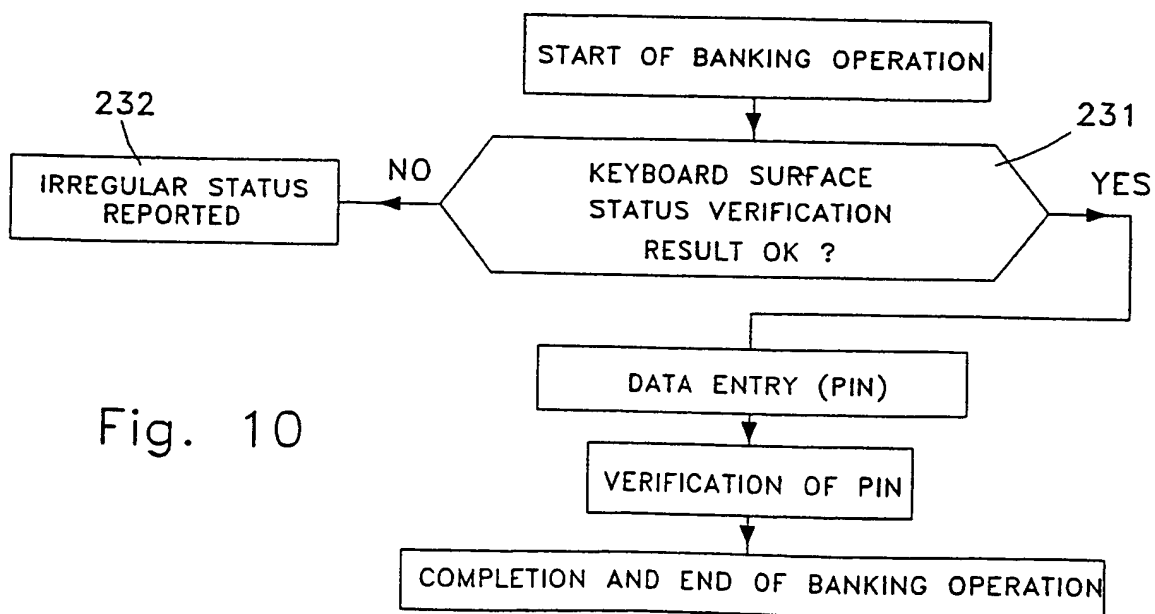 START OF BANKING OPERATION
232
231
IRREGULAR STATUS
REPORTED
NO
KEYBOARD SURFACE
STATUS VERIFICATION
RESULT OK ?
YES
DATA ENTRY (PIN)
Fig. 10
VERIFICATION OF PIN
COMPLETION AND END OF BANKING OPERATION